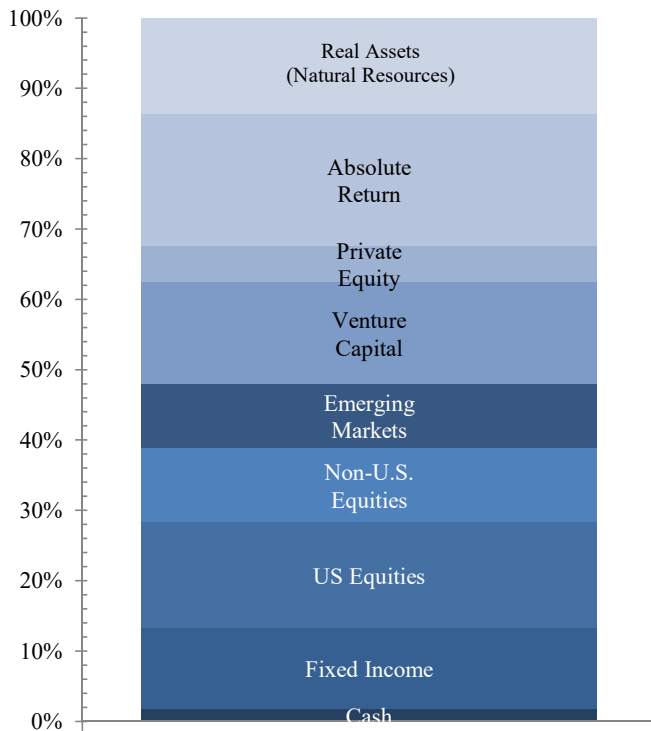 100%
Real Assets
(Natural Resources)
90%
80%
Absolute
Return
70%
Private
Equity
60%
Venture
Capital
50%
Emerging
Markets
40%
Non-U.S.
Equities
30%
US Equities
20%
10%
Fixed Income
Cash
0%